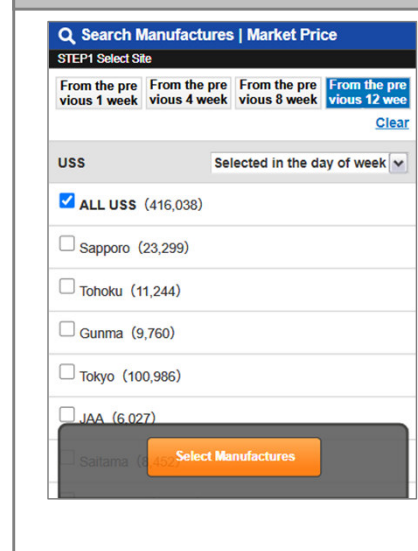 Search Manufactures | Market Price
STEP1 Select Site
From the pre
vious 1 week
From the pre
vious 4 week
From the pre
vious 8 week
From the pre
vious 12 wee
Clear
USS
Selected in the day of week
ALL USS (416,038)
Sapporo (23,299)
Tohoku (11,244)
Gunma (9,760)
Tokyo (100,986)
JAA (6,027)
Saitama (8,452)
Select Manufactures